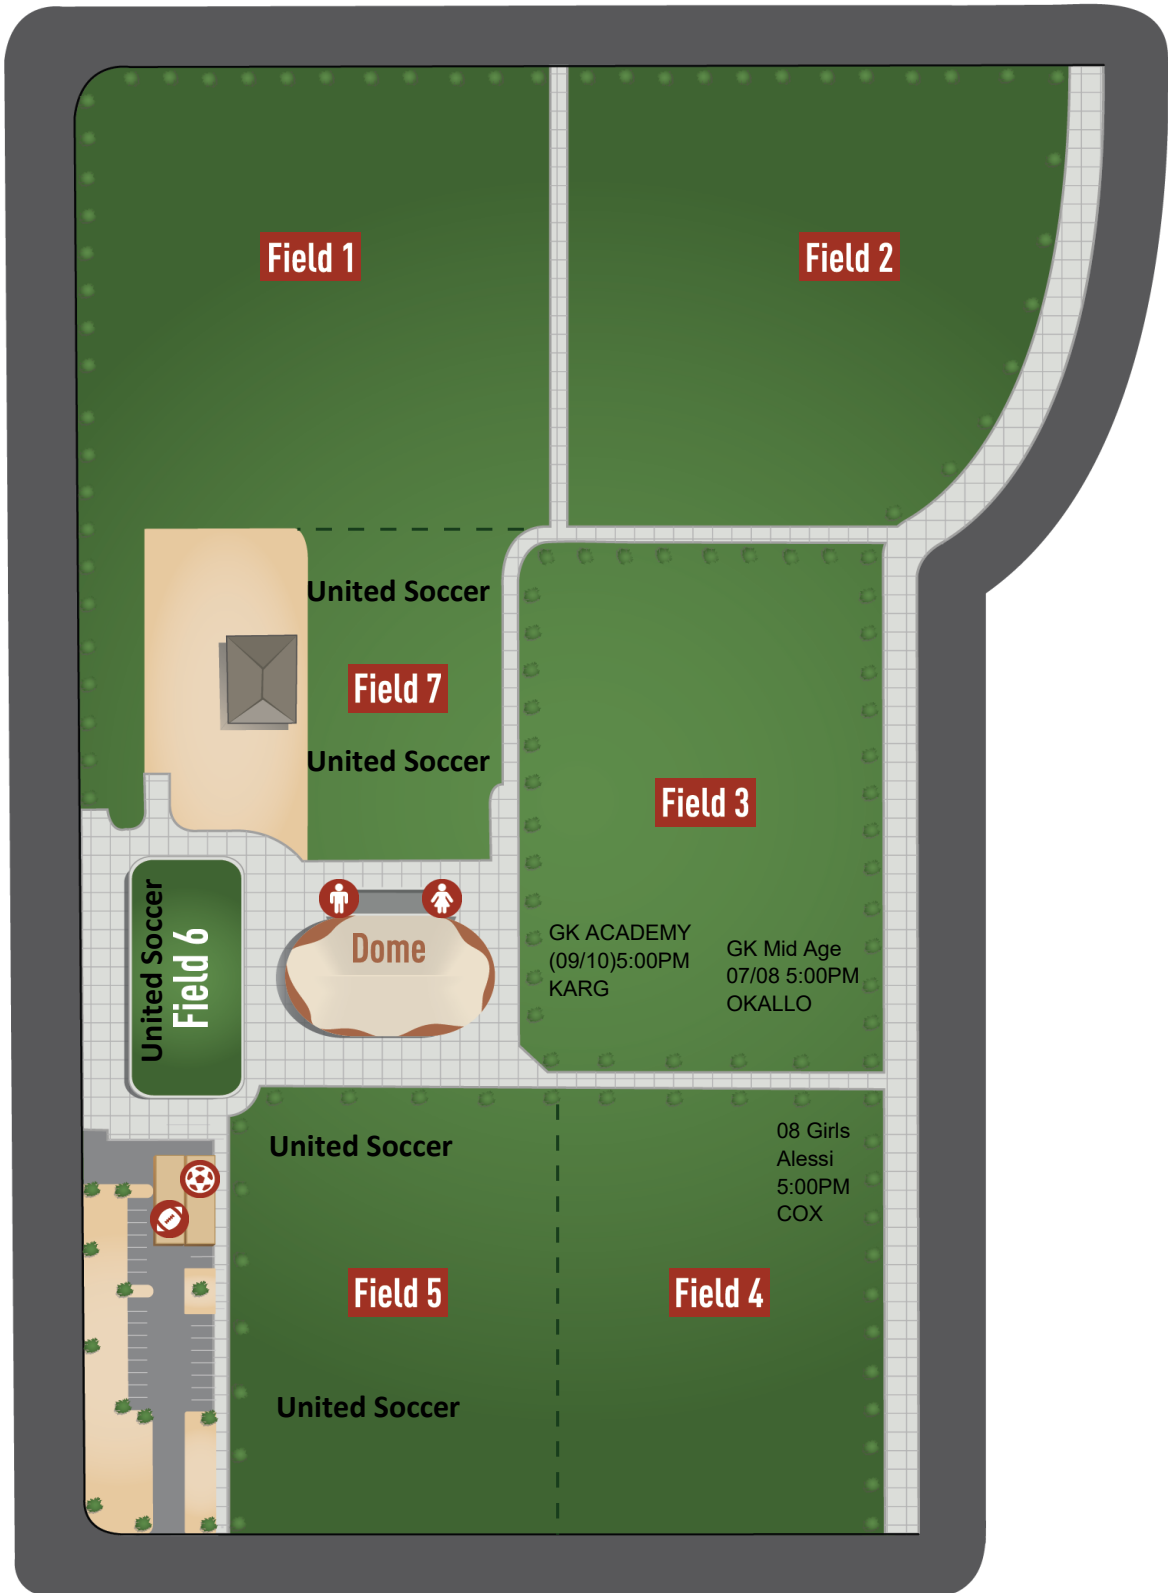 Field 1
Field 2
United Soccer
Field 7
United Soccer
Field 3
United Soccer
Field 6
Dome
GK ACADEMY
(09/10)5:00PM
KARG
GK Mid Age
07/08 5:00PM
OKALLO
United Soccer
08 Girls
Alessi
5:00PM
COX
Field 5
Field 4
United Soccer